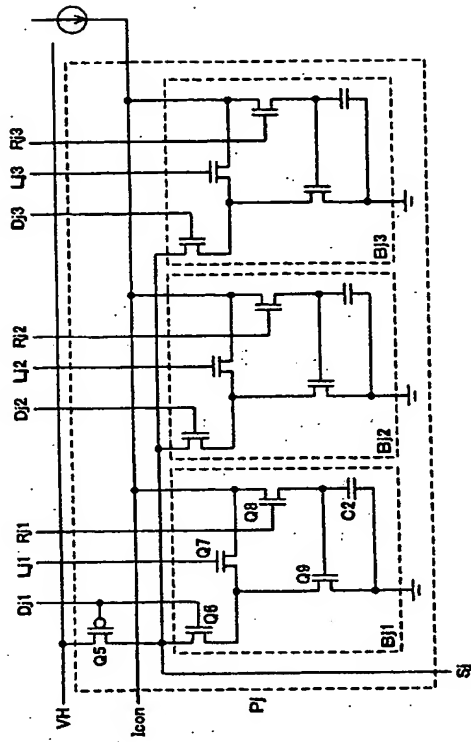 VH
Icon
Dj1
Lj1
Rj1
Dj2
Lj2
Rj2
Dj3
Lj3
Rj3
Q5
Q6
Q7
Q8
Q9
C2
Bj1
Bj2
Bj3
Pj
Sj